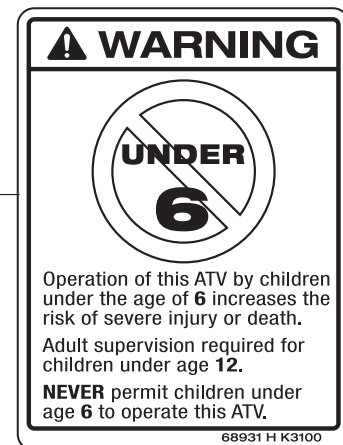 WARNING
UNDER
6
Operation of this ATV by children
under the age of 6 increases the
risk of severe injury or death.
Adult supervision required for
children under age 12.
NEVER permit children under
age 6 to operate this ATV.
68931 H K3100